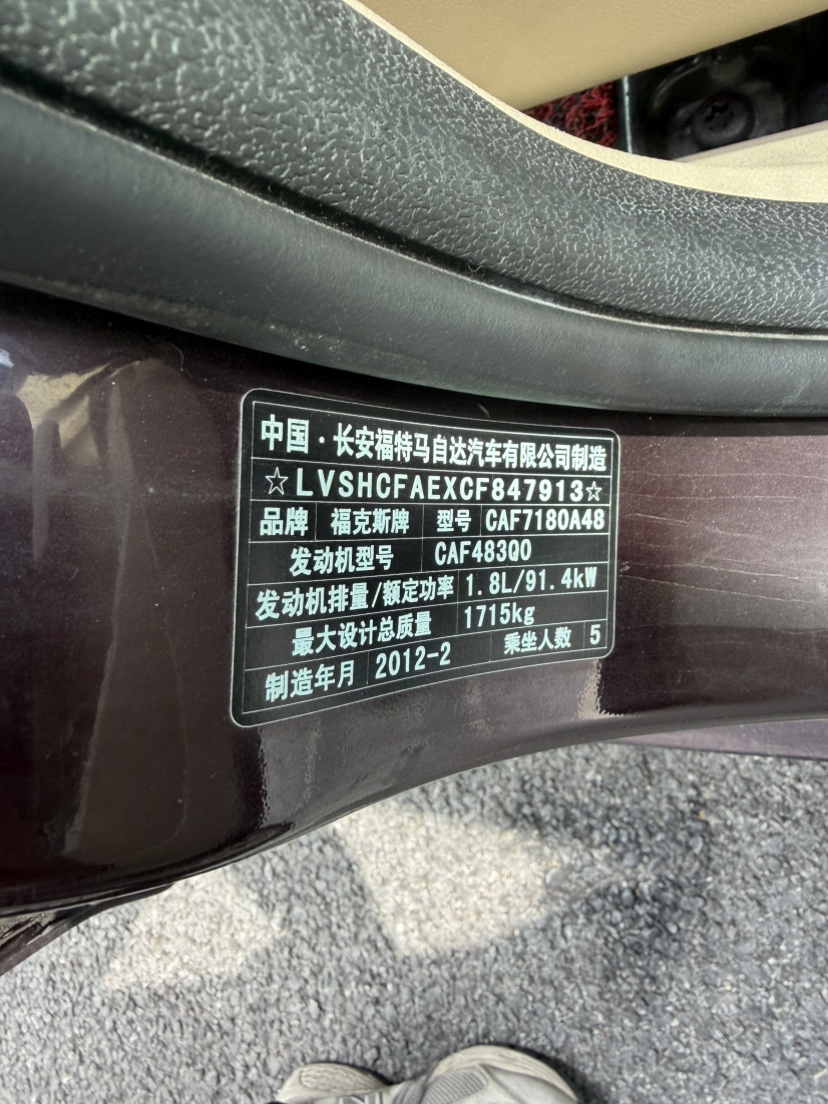 中国·长安福特马自达汽车有限公司制造
☆LVSHCFAEXCF847913☆
品牌 福克斯牌 型号 CAF7180A48
发动机型号 CAF483Q0
发动机排量/额定功率 1.8L/91.4kW
最大设计总质量 1715kg
制造年月 2012-2 乘坐人数 5